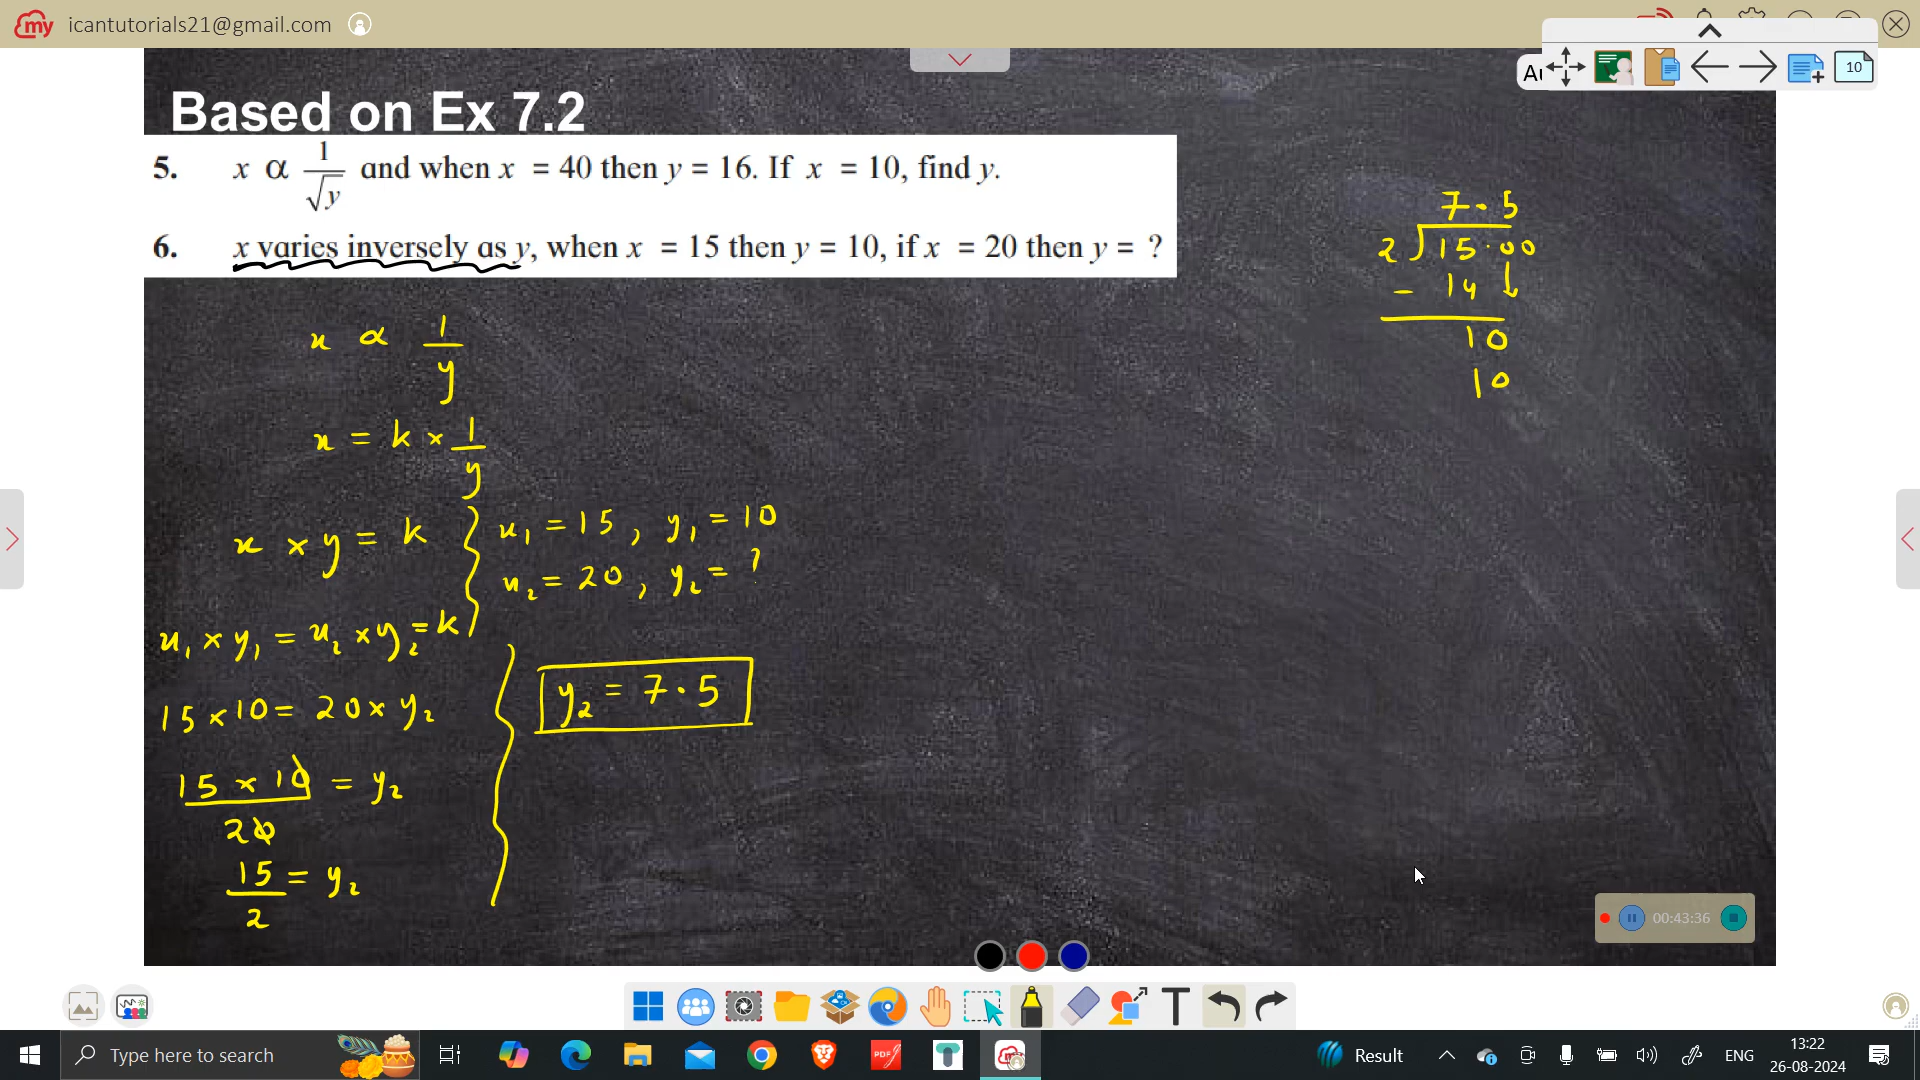 my icantutorials21@gmail.com
10
Based on Ex 7.2
5. x α 1/√y and when x = 40 then y = 16. If x = 10, find y.
6. x varies inversely as y, when x = 15 then y = 10, if x = 20 then y = ?
x α 1/y
x = k × 1/y
x × y = k
x₁ = 15, y₁ = 10
x₂ = 20, y₂ = ?
x₁ × y₁ = x₂ × y₂ = k
15 × 10 = 20 × y₂
15 × 10/20 = y₂
15/2 = y₂
y₂ = 7.5
7.5
2 ) 15.00
- 14
10
10
00:43:36
T
Type here to search
PDF
Result
ENG
13:22
26-08-2024